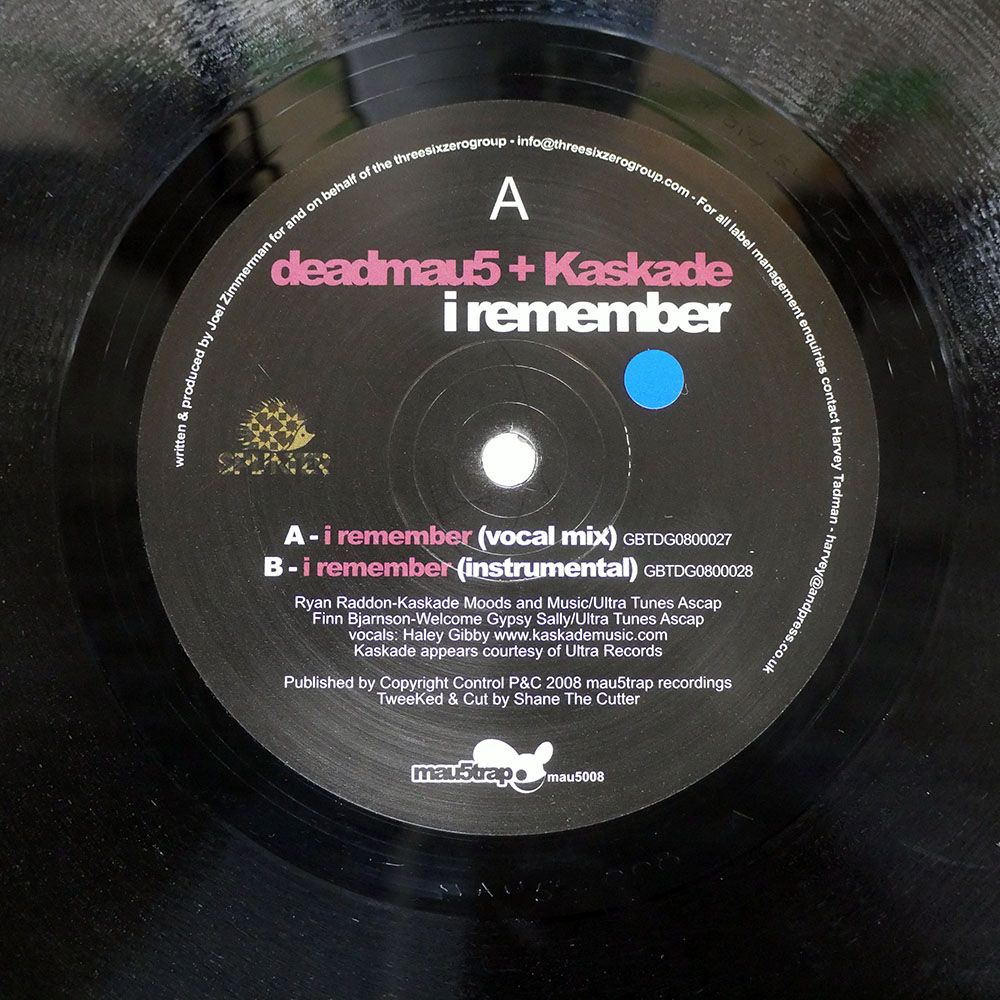 written & produced by Joel Zimmerman for and on behalf of the threesixzerogroup - info@threesixzerogroup.com - For all label management enquiries contact Harvey Tadman - harvey@andpress.co.uk
A
deadmau5 + Kaskade
i remember
A - i remember (vocal mix) GBTDG0800027
B - i remember (instrumental) GBTDG0800028
Ryan Raddon-Kaskade Moods and Music/Ultra Tunes Ascap
Finn Bjarnson-Welcome Gypsy Sally/Ultra Tunes Ascap
vocals: Haley Gibby www.kaskademusic.com
Kaskade appears courtesy of Ultra Records
Published by Copyright Control P&C 2008 mau5trap recordings
TweeKed & Cut by Shane The Cutter
mau5trap. mau5008